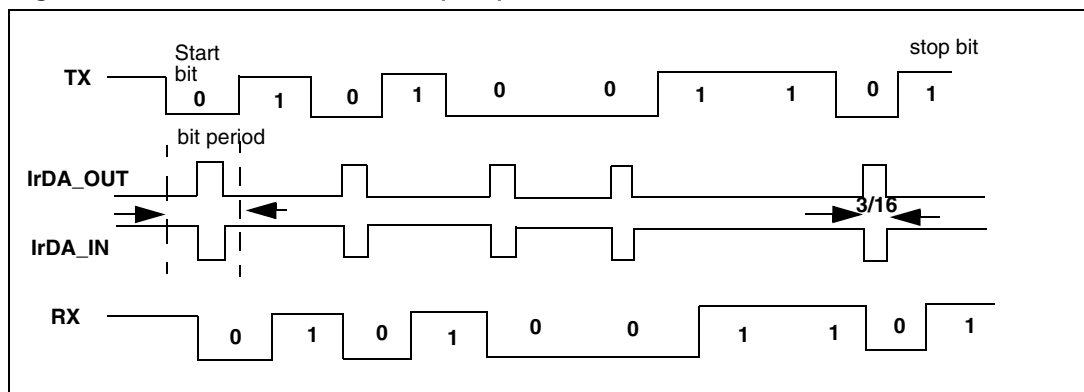 Start
bit
stop bit
TX
0 1 0 1 0 0 1 1 0 1
bit period
IrDA_OUT
3/16
IrDA_IN
RX
0 1 0 1 0 0 1 1 0 1